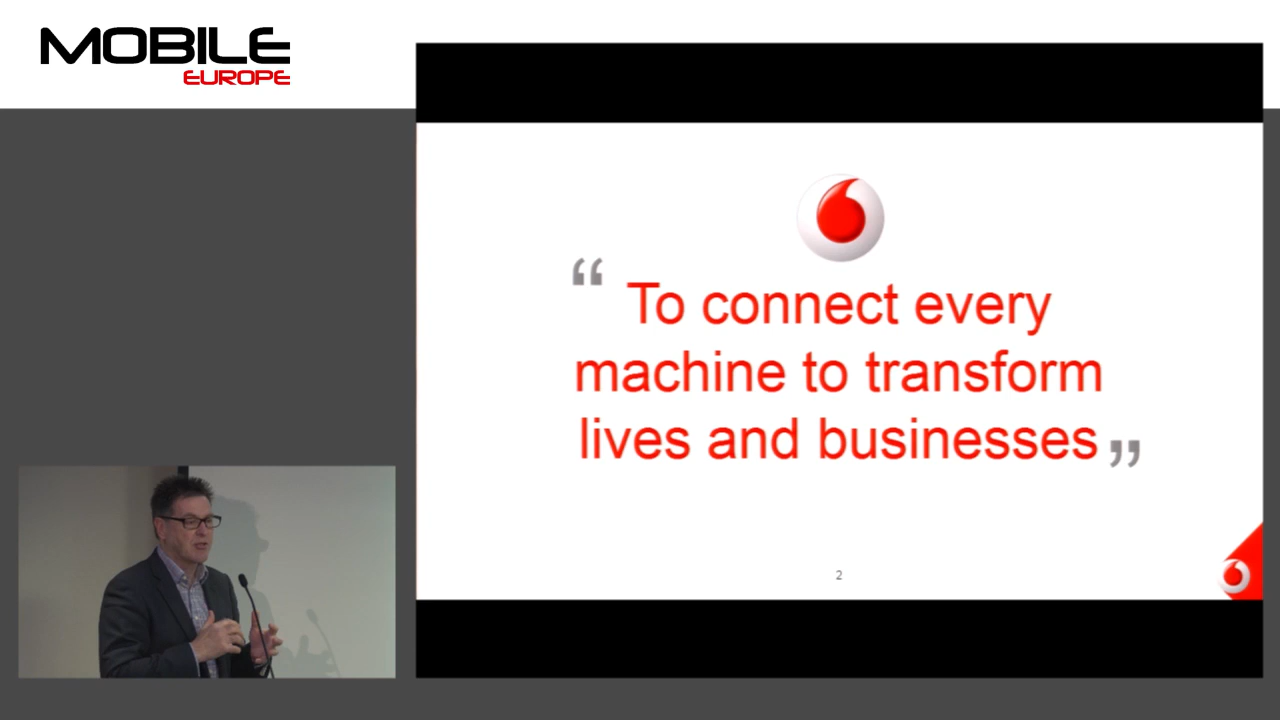 MOBILE
EUROPE
“ To connect every
machine to transform
lives and businesses ”
2